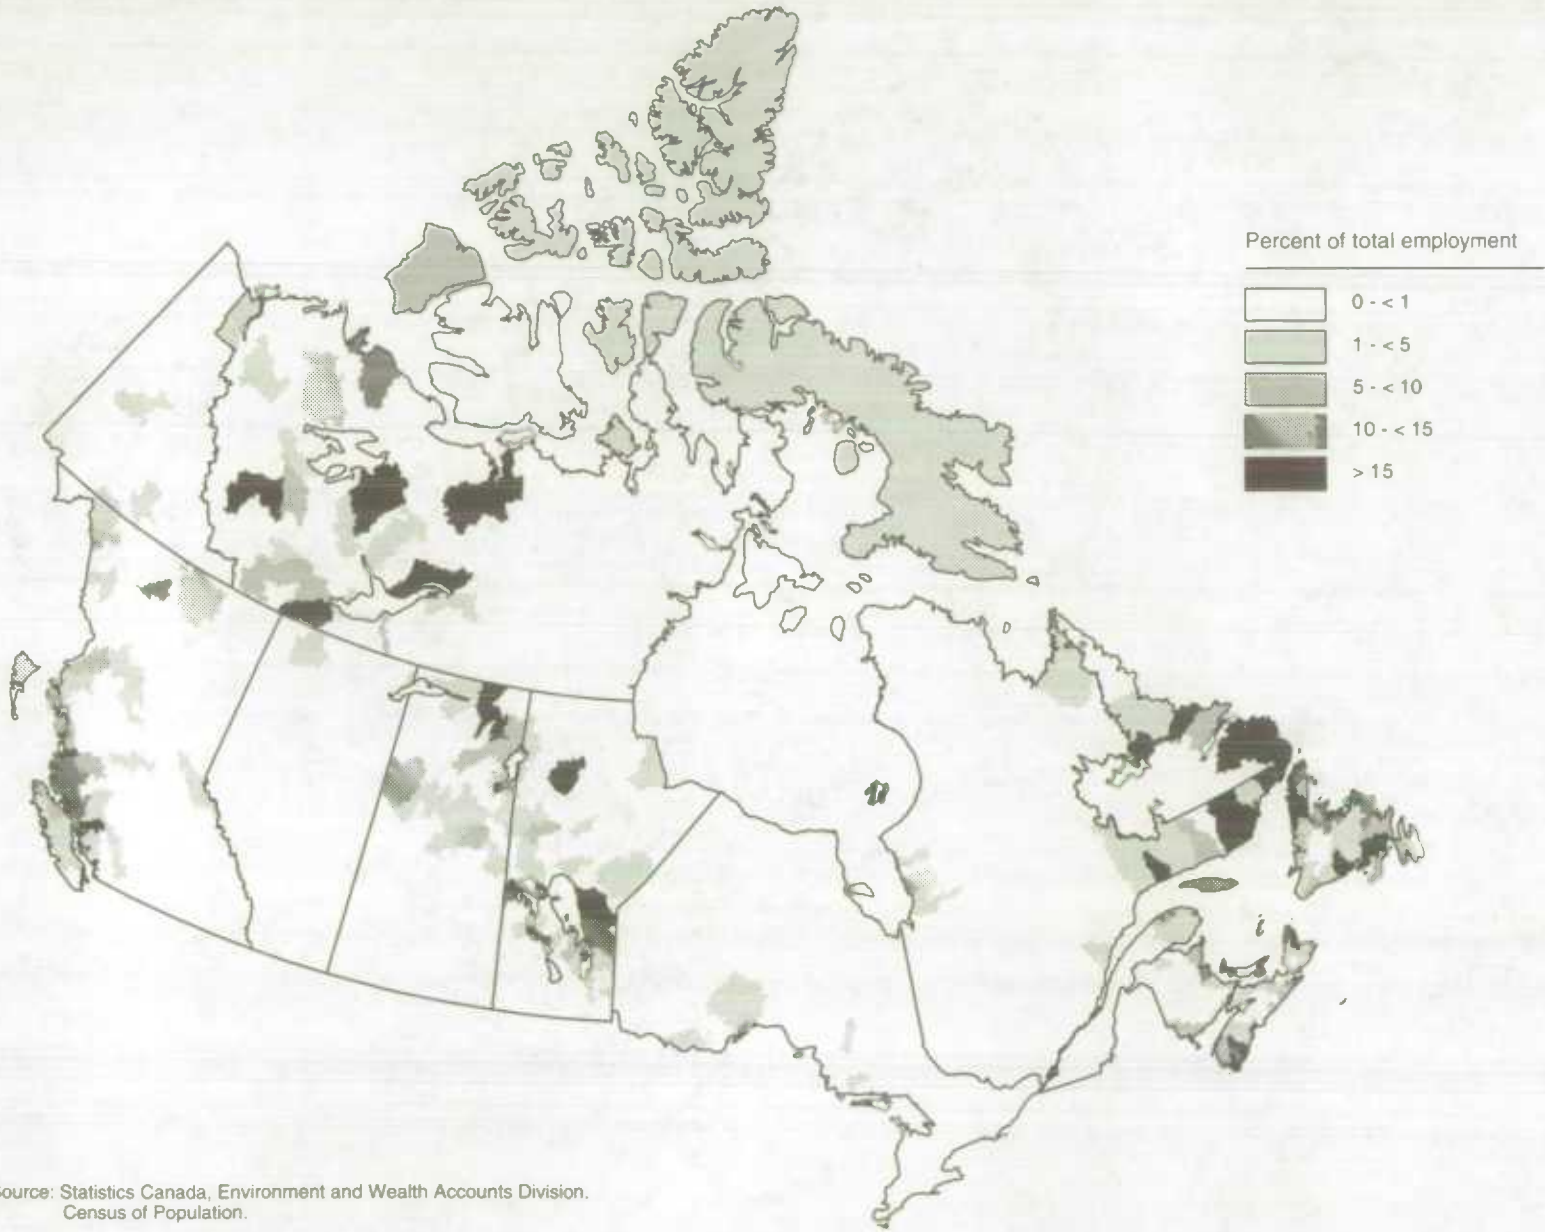 Percent of total employment
0 - < 1
1 - < 5
5 - < 10
10 - < 15
> 15
Source: Statistics Canada, Environment and Wealth Accounts Division.
Census of Population.